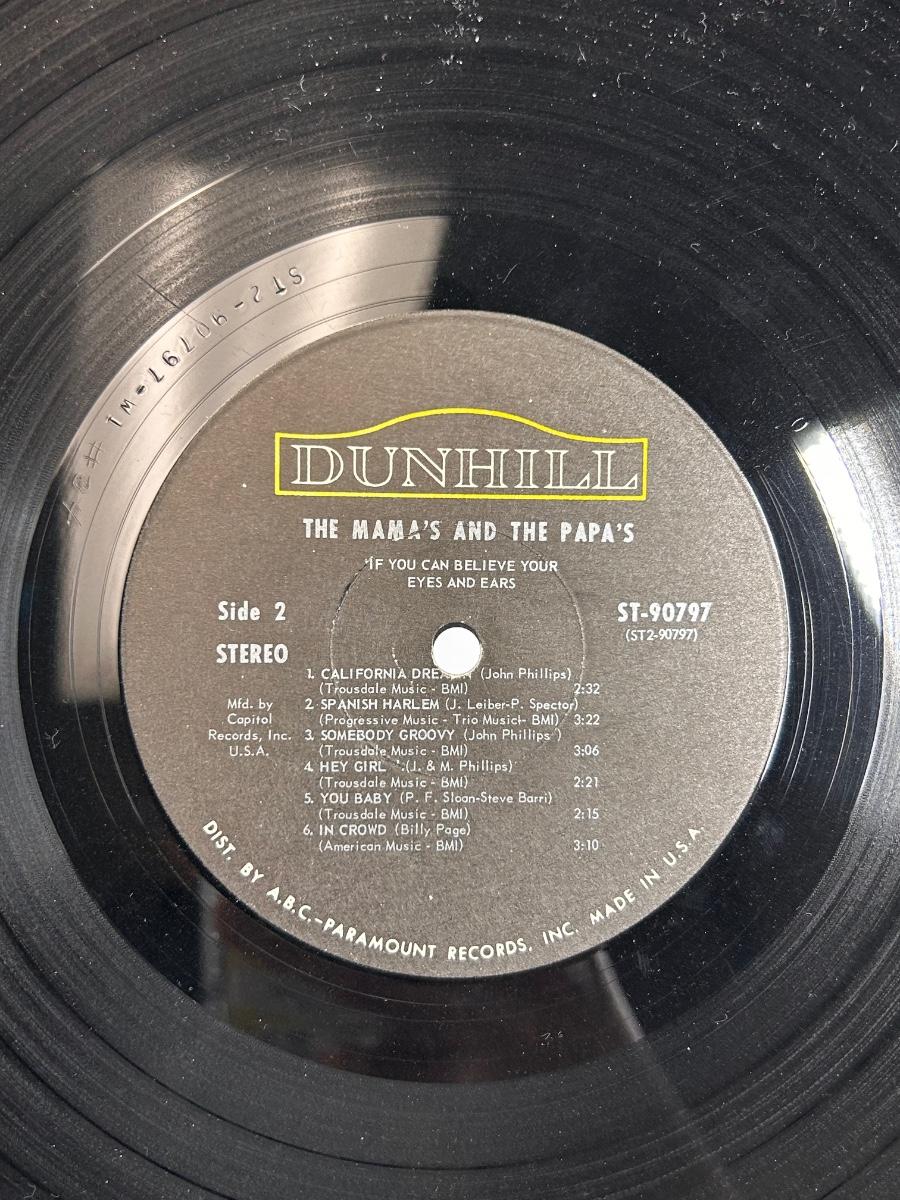 ST2-90797-W1 #3
DUNHILL
THE MAMA'S AND THE PAPA'S
'IF YOU CAN BELIEVE YOUR
EYES AND EARS
Side 2
ST-90797
(ST2-90797)
STEREO
Mfd. by
Capitol
Records, Inc.
U.S.A.
1. CALIFORNIA (John Phillips)
(Trousdale Music - BMI) 2:32
2 SPANISH HARLEM (J. Leiber-P. Spector)
(Progressive Music - Trio Music - BMI) 3:22
3. SOMEBODY GROOVY (John Phillips)
(Trousdale Music - BMI) 3:06
4. HEY GIRL (J. & M. Phillips)
(Trousdale Music - BMI) 2:21
5. YOU BABY (P. F. Sloan-Steve Barri)
(Trousdale Music - BMI) 2:15
6. IN CROWD (Billy Page)
(American Music - BMI) 3:10
DIST. BY A.B.C.-PARAMOUNT RECORDS, INC. MADE IN U.S.A.